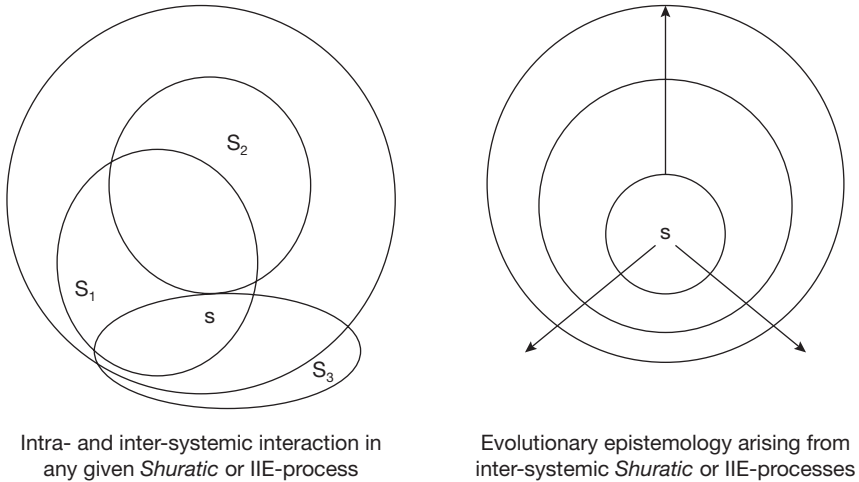 S₂
S₁
s
S₃
Intra- and inter-systemic interaction in
any given Shuratic or IIE-process
s
Evolutionary epistemology arising from
inter-systemic Shuratic or IIE-processes